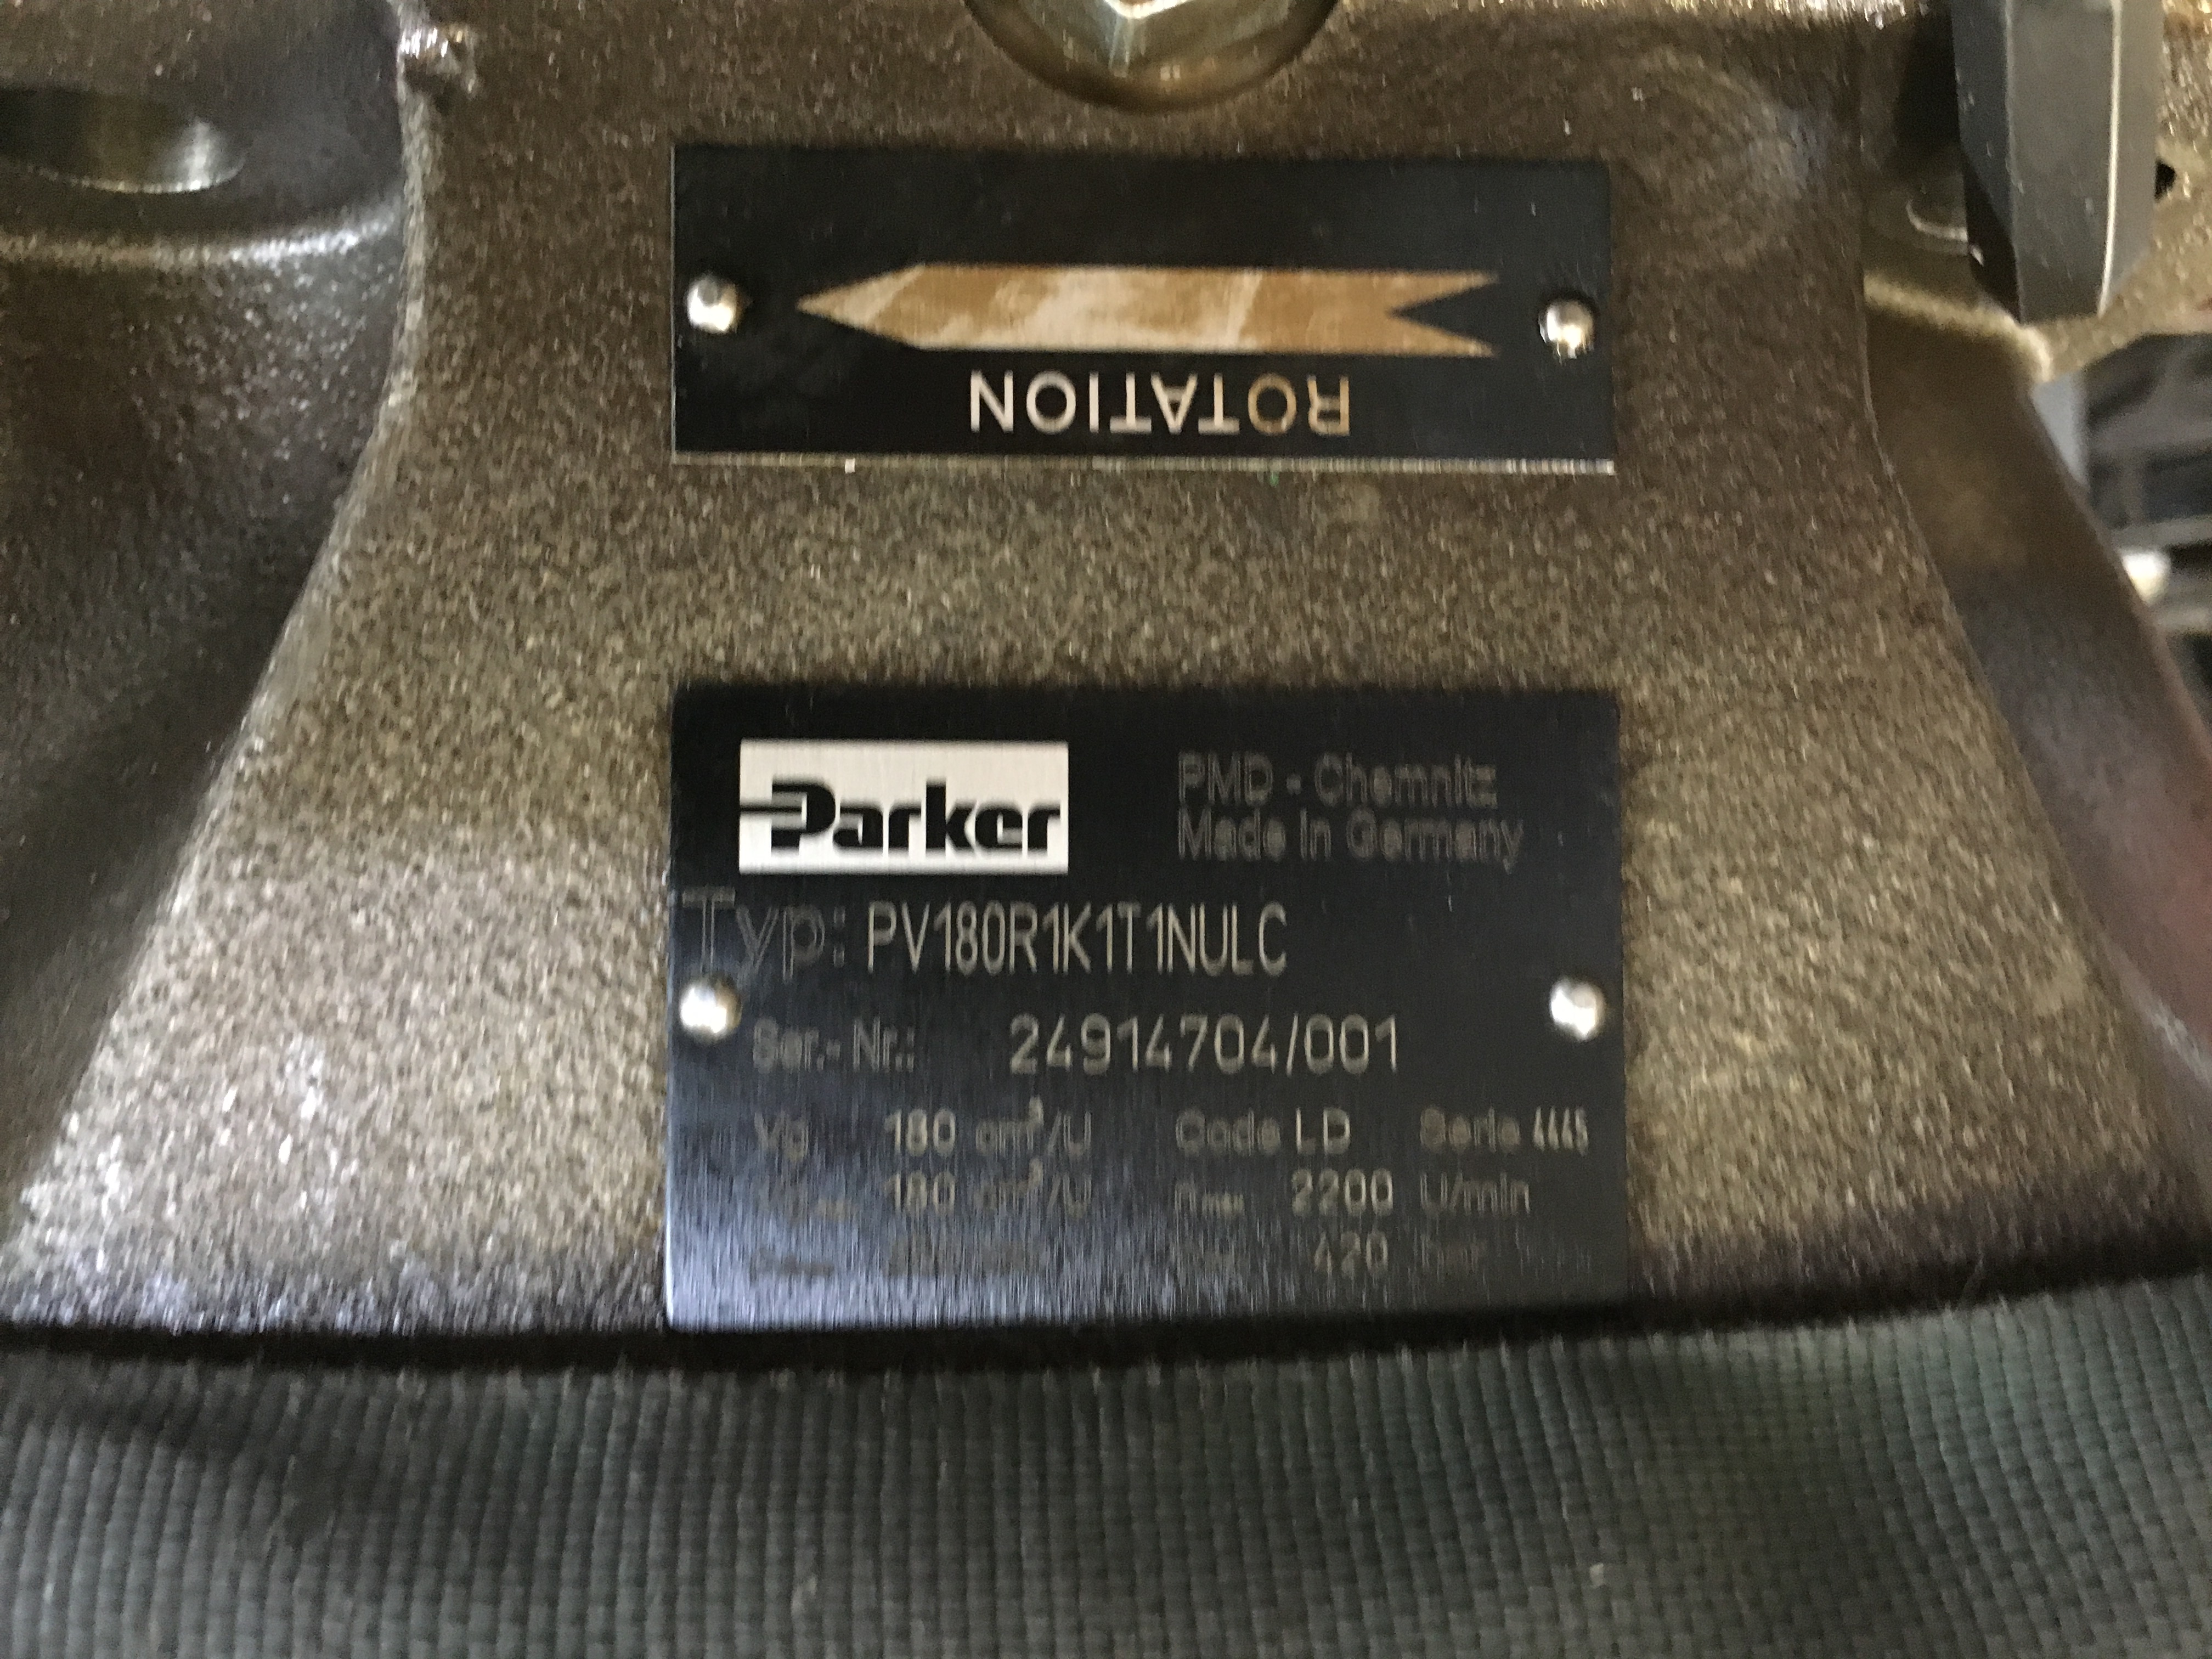 ROTATION
Parker
PMD - Chemnitz
Made in Germany
Typ: PV180R1K1T1NULC
Ser.- Nr.: 24914704/001
Vg 180 cm³/U Code LD Serie 4445
180 cm³/U nmax 2200 U/min
420 bar